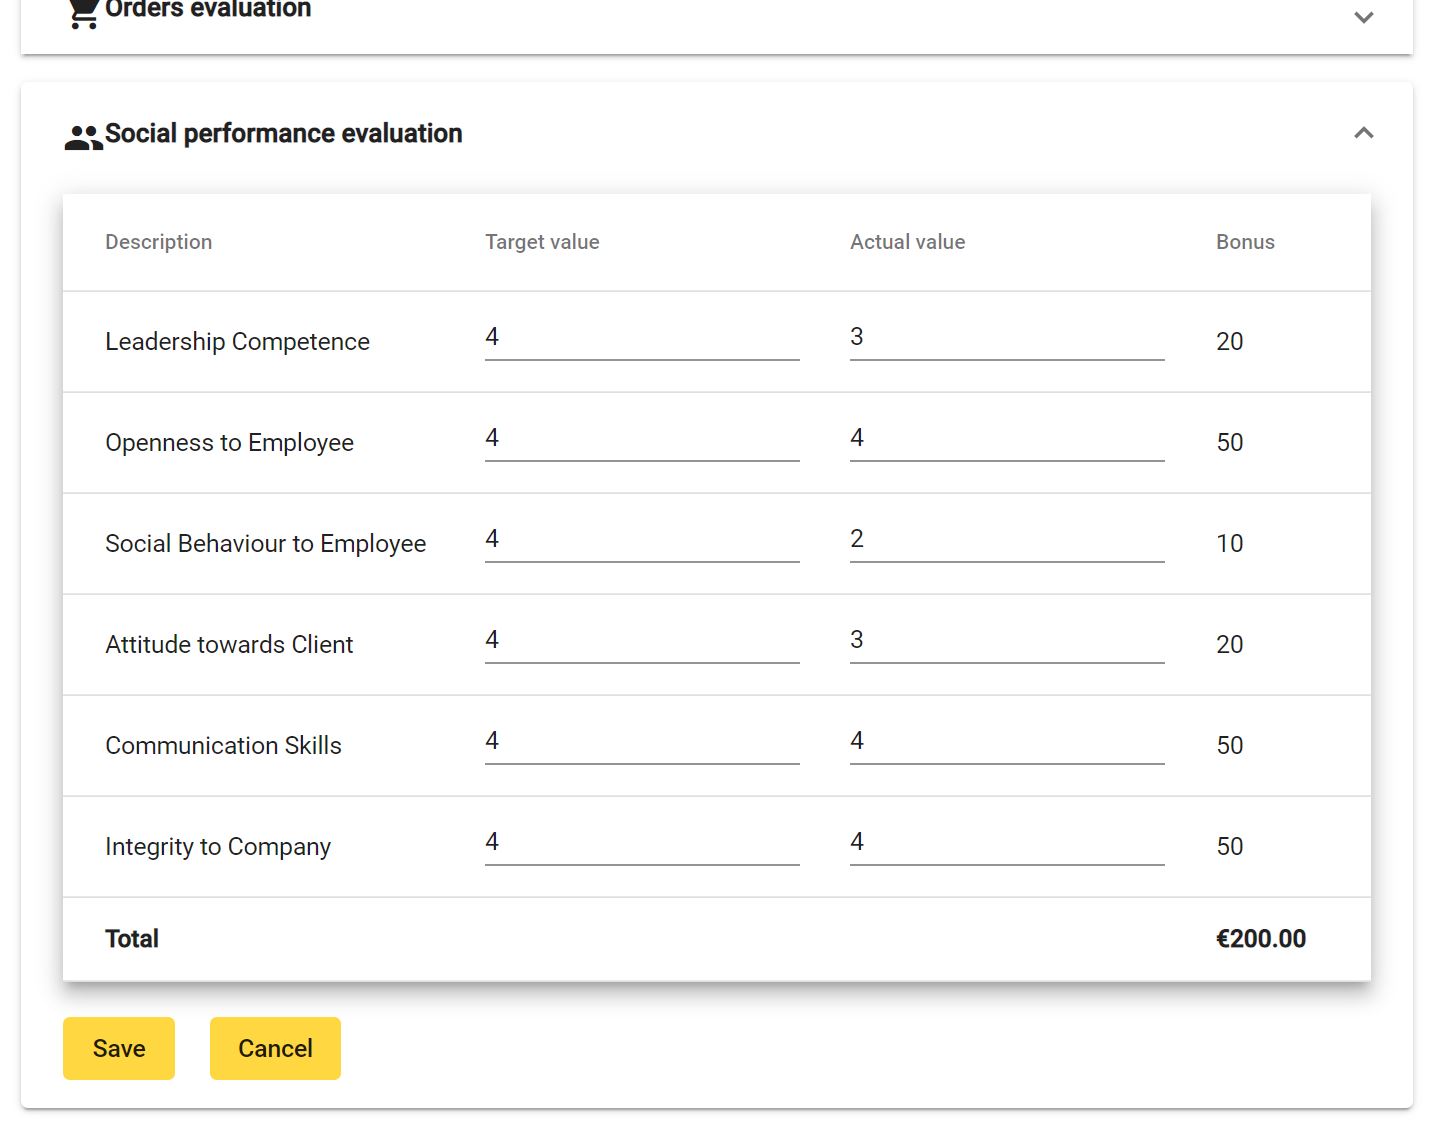 Orders evaluation
Social performance evaluation
Description Target value Actual value Bonus
Leadership Competence 4 3 20
Openness to Employee 4 4 50
Social Behaviour to Employee 4 2 10
Attitude towards Client 4 3 20
Communication Skills 4 4 50
Integrity to Company 4 4 50
Total €200.00
Save Cancel